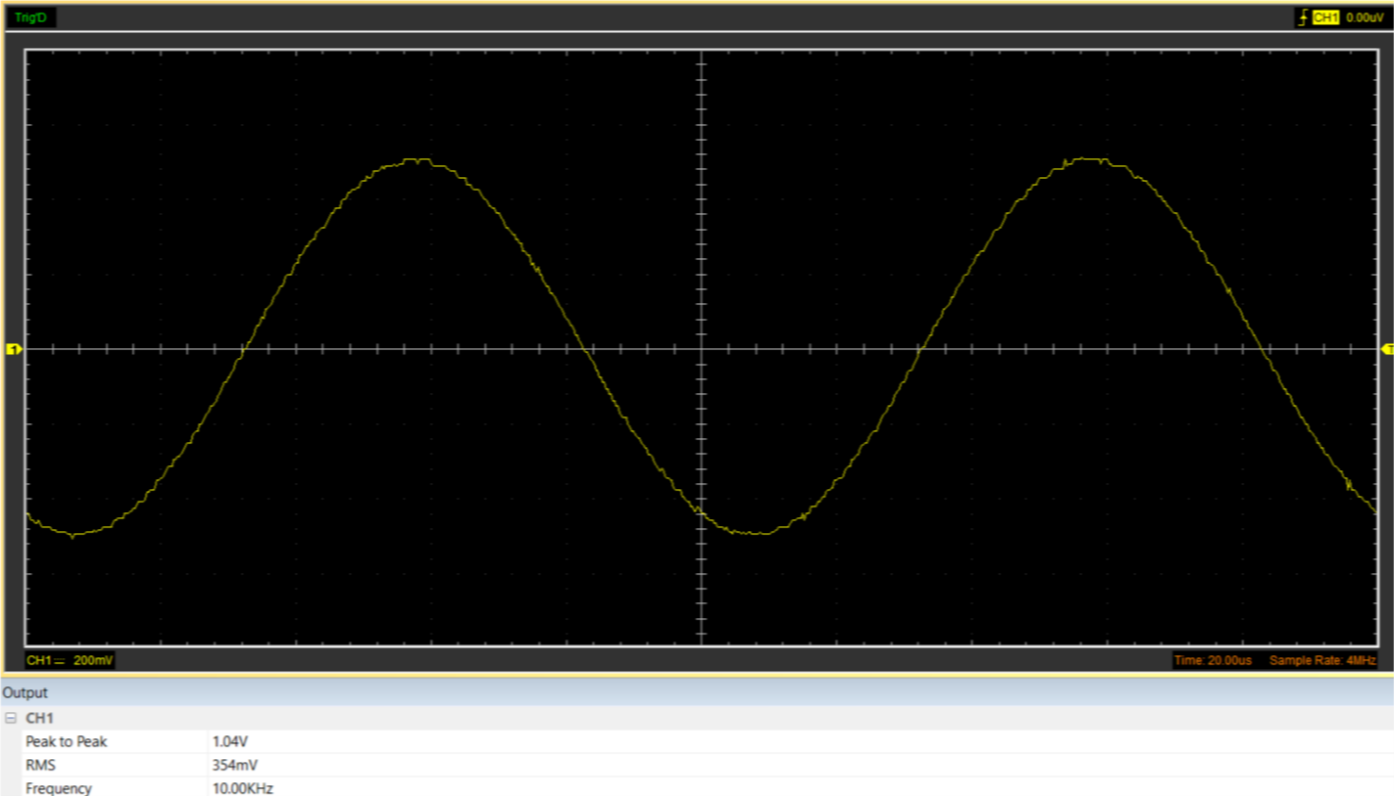 Trig'D
CH1 0.00uV
1
T
CH1 200mV
Time: 20.00us Sample Rate: 4MHz
Output
CH1
Peak to Peak 1.04V
RMS 354mV
Frequency 10.00KHz